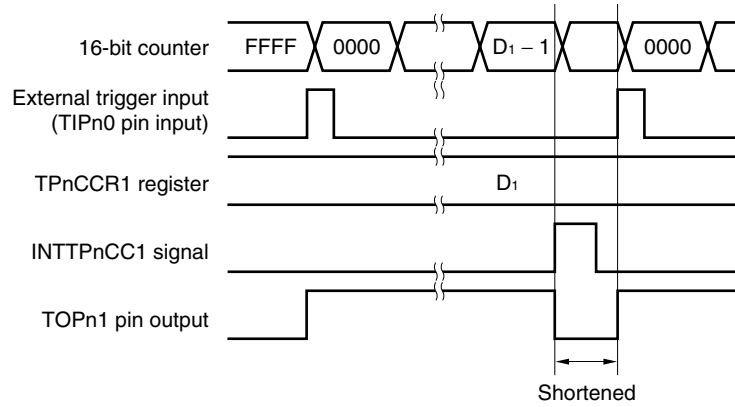 16-bit counter FFFF 0000 D1 – 1 0000
External trigger input
(TIPn0 pin input)
TPnCCR1 register D1
INTTPnCC1 signal
TOPn1 pin output
Shortened